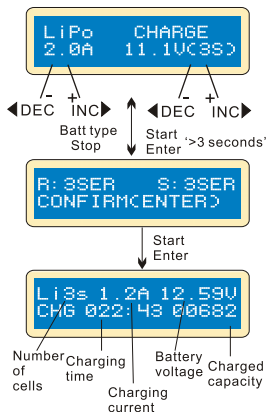 LiPo CHARGE
2.0A 11.1V(3S)
- + - +
◀DEC INC▶ ◀DEC INC▶
Batt type Start
Stop Enter '>3 seconds'
R:3SER S:3SER
CONFIRM(ENTER)
Start
Enter
Li3s 1.2A 12.59V
CHG 022:43 00682
Number of cells
Charging time
Charging current
Battery voltage
Charged capacity